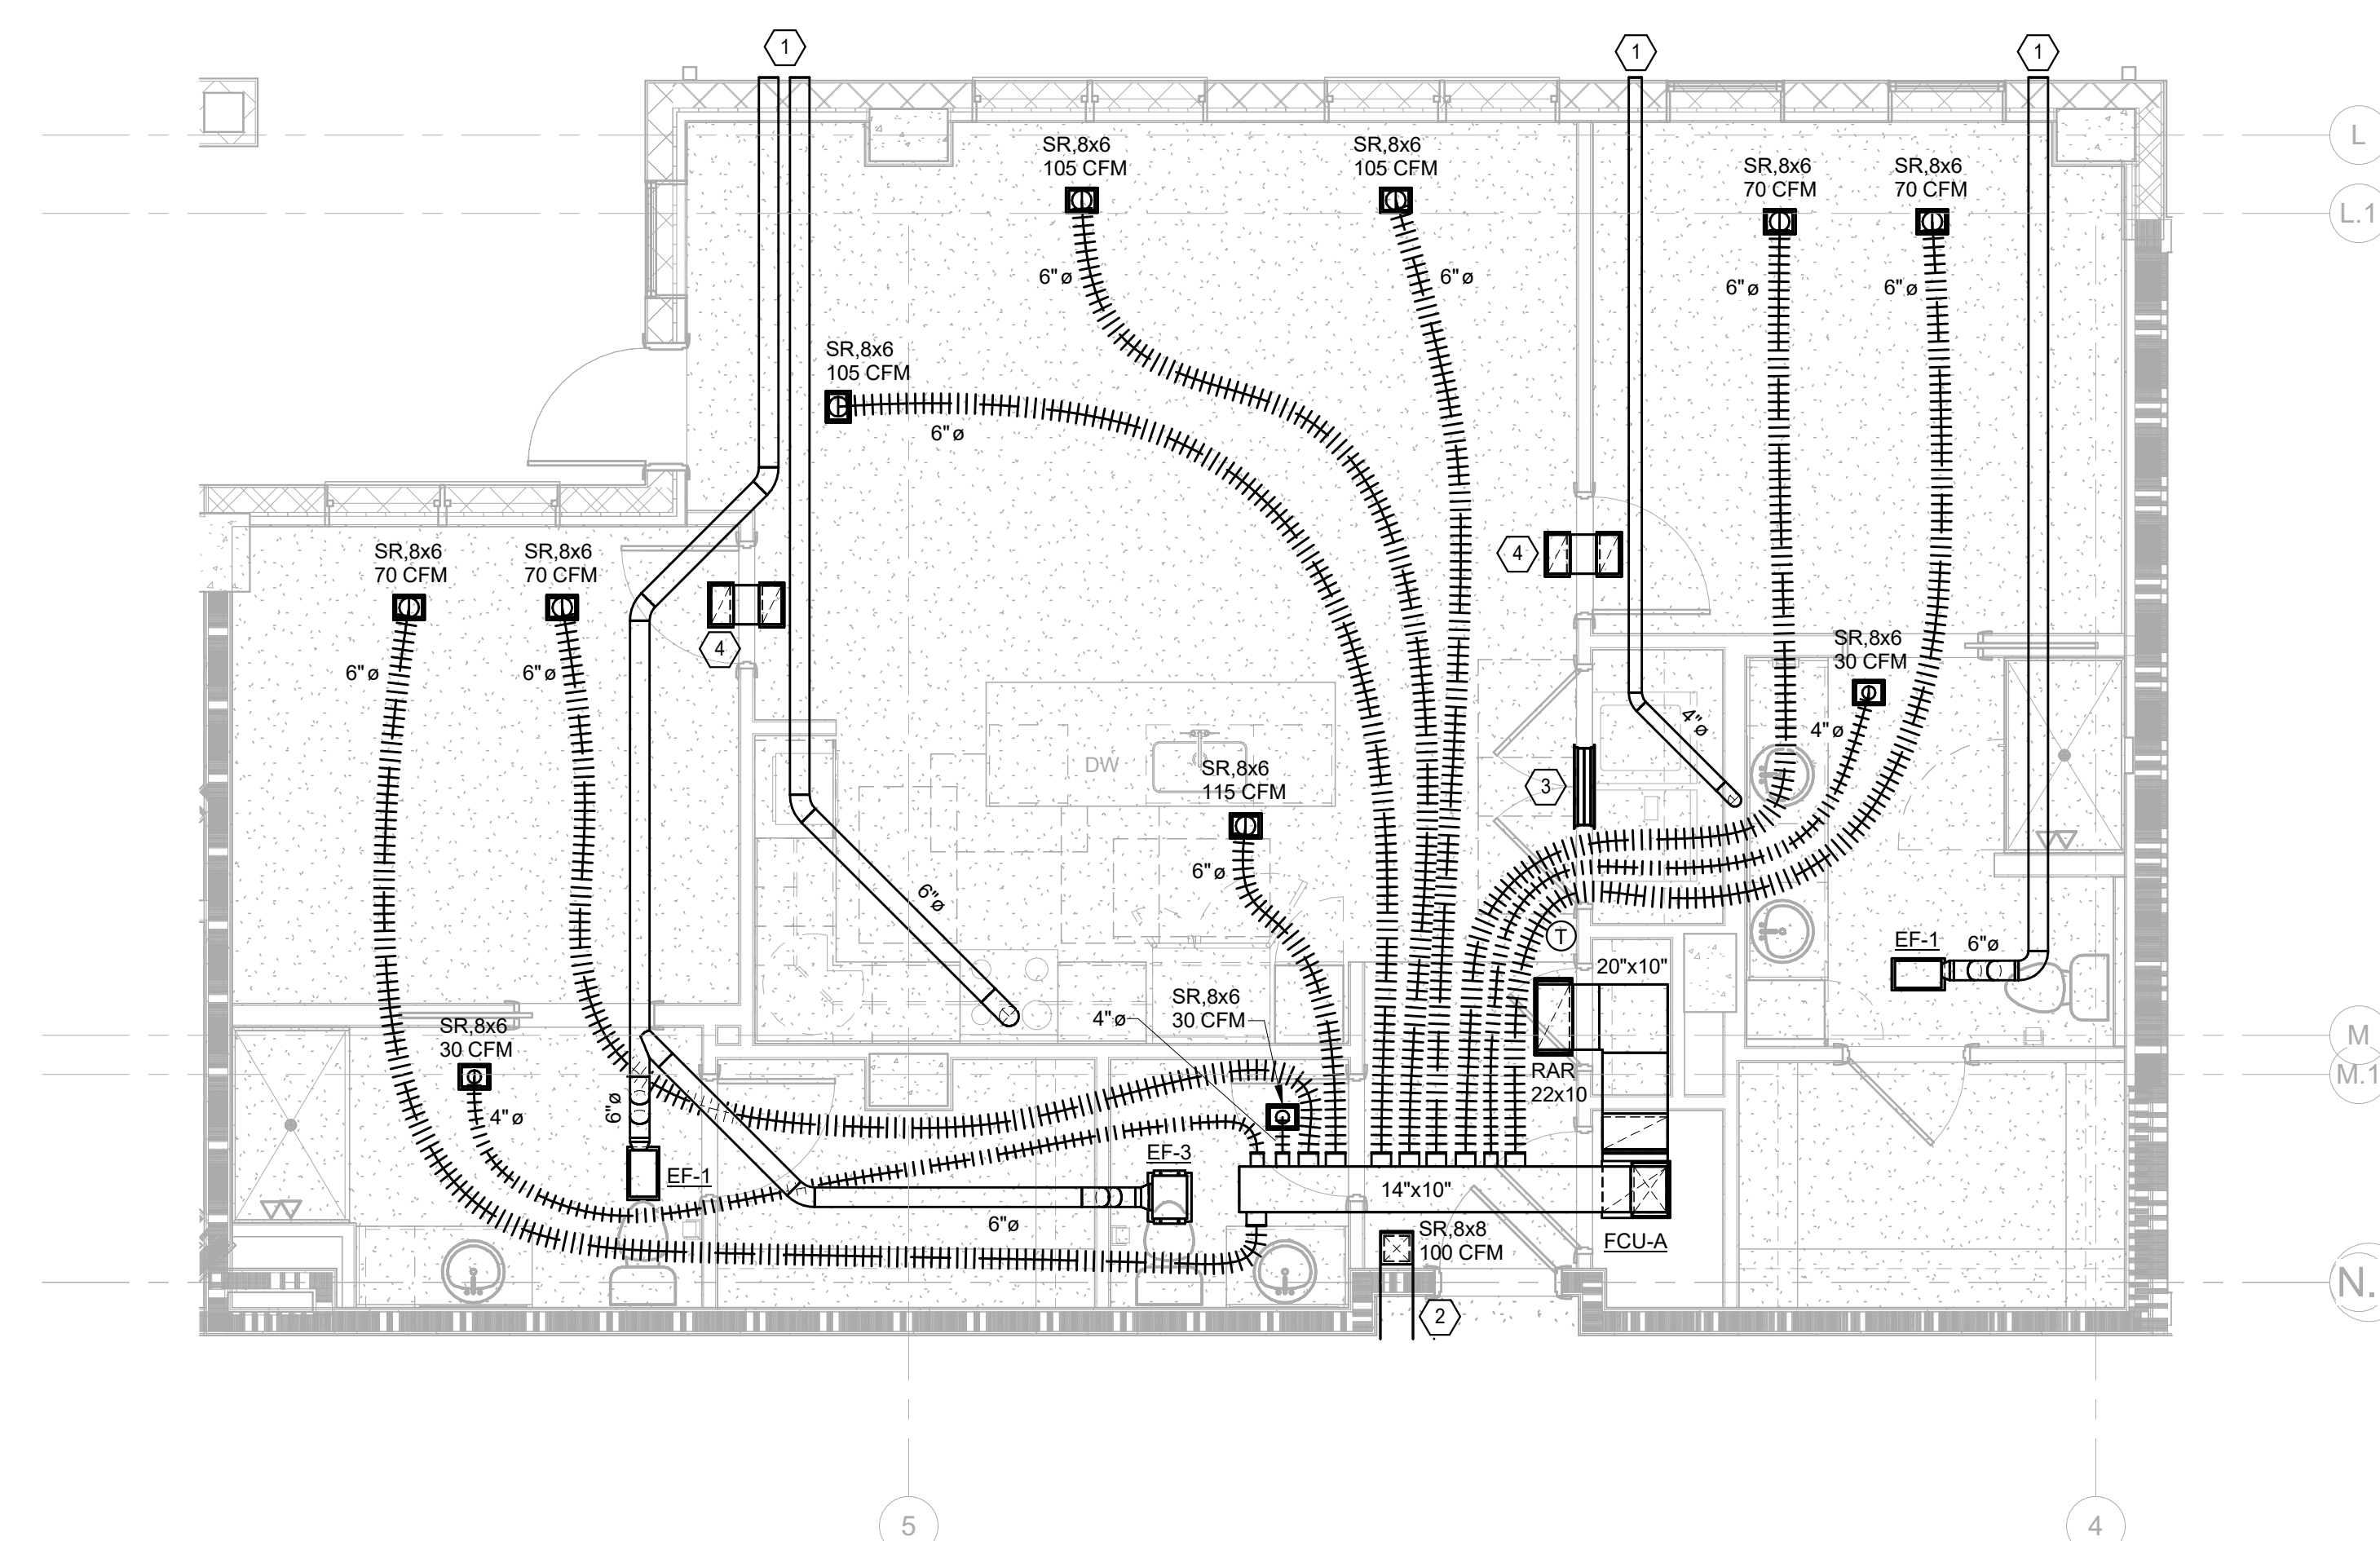 1
1
1
L
SR,8x6
105 CFM
SR,8x6
105 CFM
SR,8x6
70 CFM
SR,8x6
70 CFM
L.1
6"ø
6"ø
6"ø
6"ø
SR,8x6
105 CFM
6"ø
SR,8x6
70 CFM
SR,8x6
70 CFM
4
4
6"ø
6"ø
SR,8x6
30 CFM
4"ø
4"ø
DW
SR,8x6
115 CFM
3
6"ø
6"ø
T
EF-1
6"ø
20"x10"
SR,8x6
30 CFM
4"ø
SR,8x6
30 CFM
M
M.1
RAR
22x10
4"ø
6"ø
EF-1
EF-3
14"x10"
6"ø
SR,8x8
100 CFM
FCU-A
N.
2
5
4